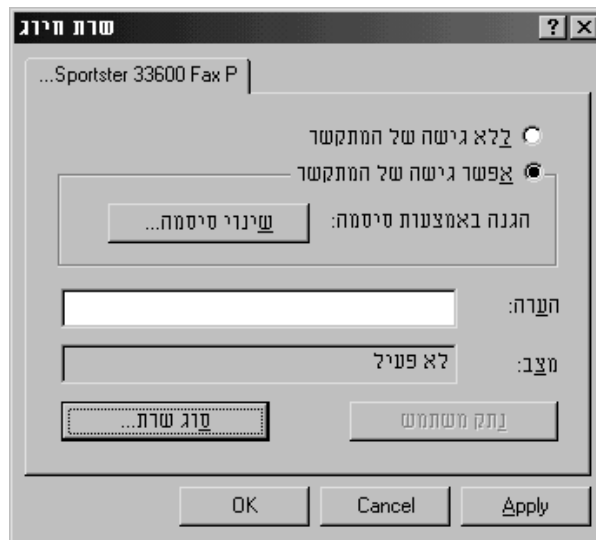 שרת חיוג
...Sportster 33600 Fax P
ללא גישה של המתקשר
אפשר גישה של המתקשר
הגנה באמצעות סיסמה: שינוי סיסמה...
הערה:
מצב: לא פעיל
נתק משתמש סוג שרת...
OK Cancel Apply